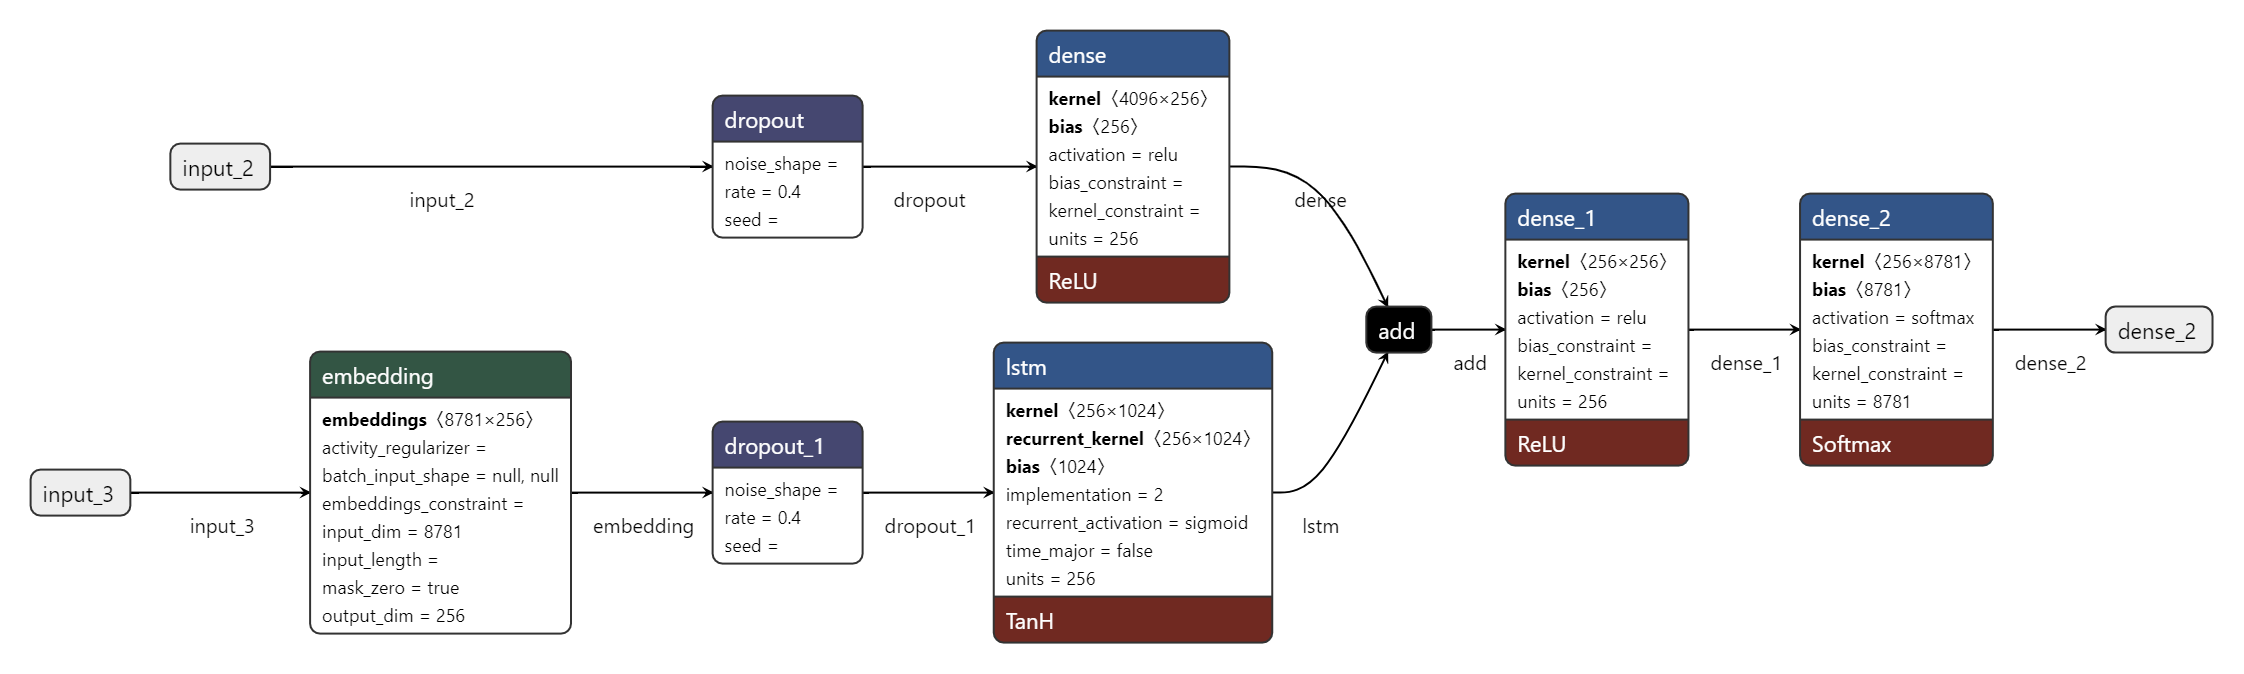 input_2
input_2
dropout
noise_shape =
rate = 0.4
seed =
dropout
dense
kernel 〈4096×256〉
bias 〈256〉
activation = relu
bias_constraint =
kernel_constraint =
units = 256
ReLU
dense
input_3
input_3
embedding
embeddings 〈8781×256〉
activity_regularizer =
batch_input_shape = null, null
embeddings_constraint =
input_dim = 8781
input_length =
mask_zero = true
output_dim = 256
embedding
dropout_1
noise_shape =
rate = 0.4
seed =
dropout_1
lstm
kernel 〈256×1024〉
recurrent_kernel 〈256×1024〉
bias 〈1024〉
implementation = 2
recurrent_activation = sigmoid
time_major = false
units = 256
TanH
lstm
add
add
dense_1
kernel 〈256×256〉
bias 〈256〉
activation = relu
bias_constraint =
kernel_constraint =
units = 256
ReLU
dense_1
dense_2
kernel 〈256×8781〉
bias 〈8781〉
activation = softmax
bias_constraint =
kernel_constraint =
units = 8781
Softmax
dense_2
dense_2